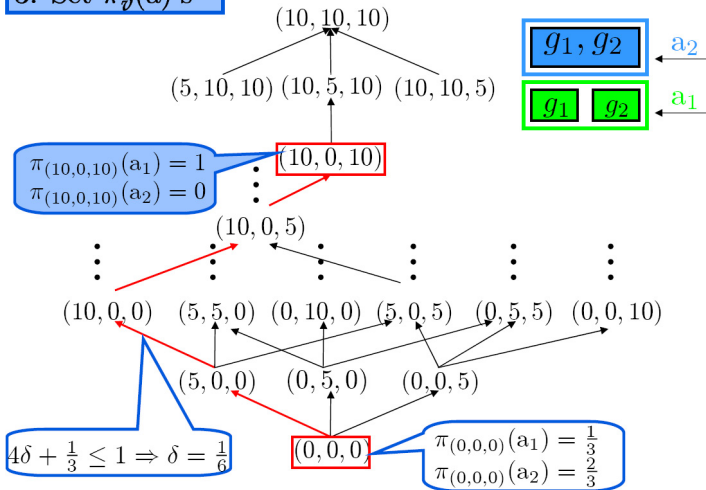 3. Set π_v⃗(a)'s
(10, 10, 10)
g₁, g₂
a₂
(5, 10, 10) (10, 5, 10) (10, 10, 5)
g₁ g₂
a₁
π₍₁₀,₀,₁₀₎(a₁) = 1
π₍₁₀,₀,₁₀₎(a₂) = 0
(10, 0, 10)
(10, 0, 5)
(10, 0, 0) (5, 5, 0) (0, 10, 0) (5, 0, 5) (0, 5, 5) (0, 0, 10)
(5, 0, 0) (0, 5, 0) (0, 0, 5)
4δ + 1/3 ≤ 1 ⇒ δ = 1/6
(0, 0, 0)
π₍₀,₀,₀₎(a₁) = 1/3
π₍₀,₀,₀₎(a₂) = 2/3